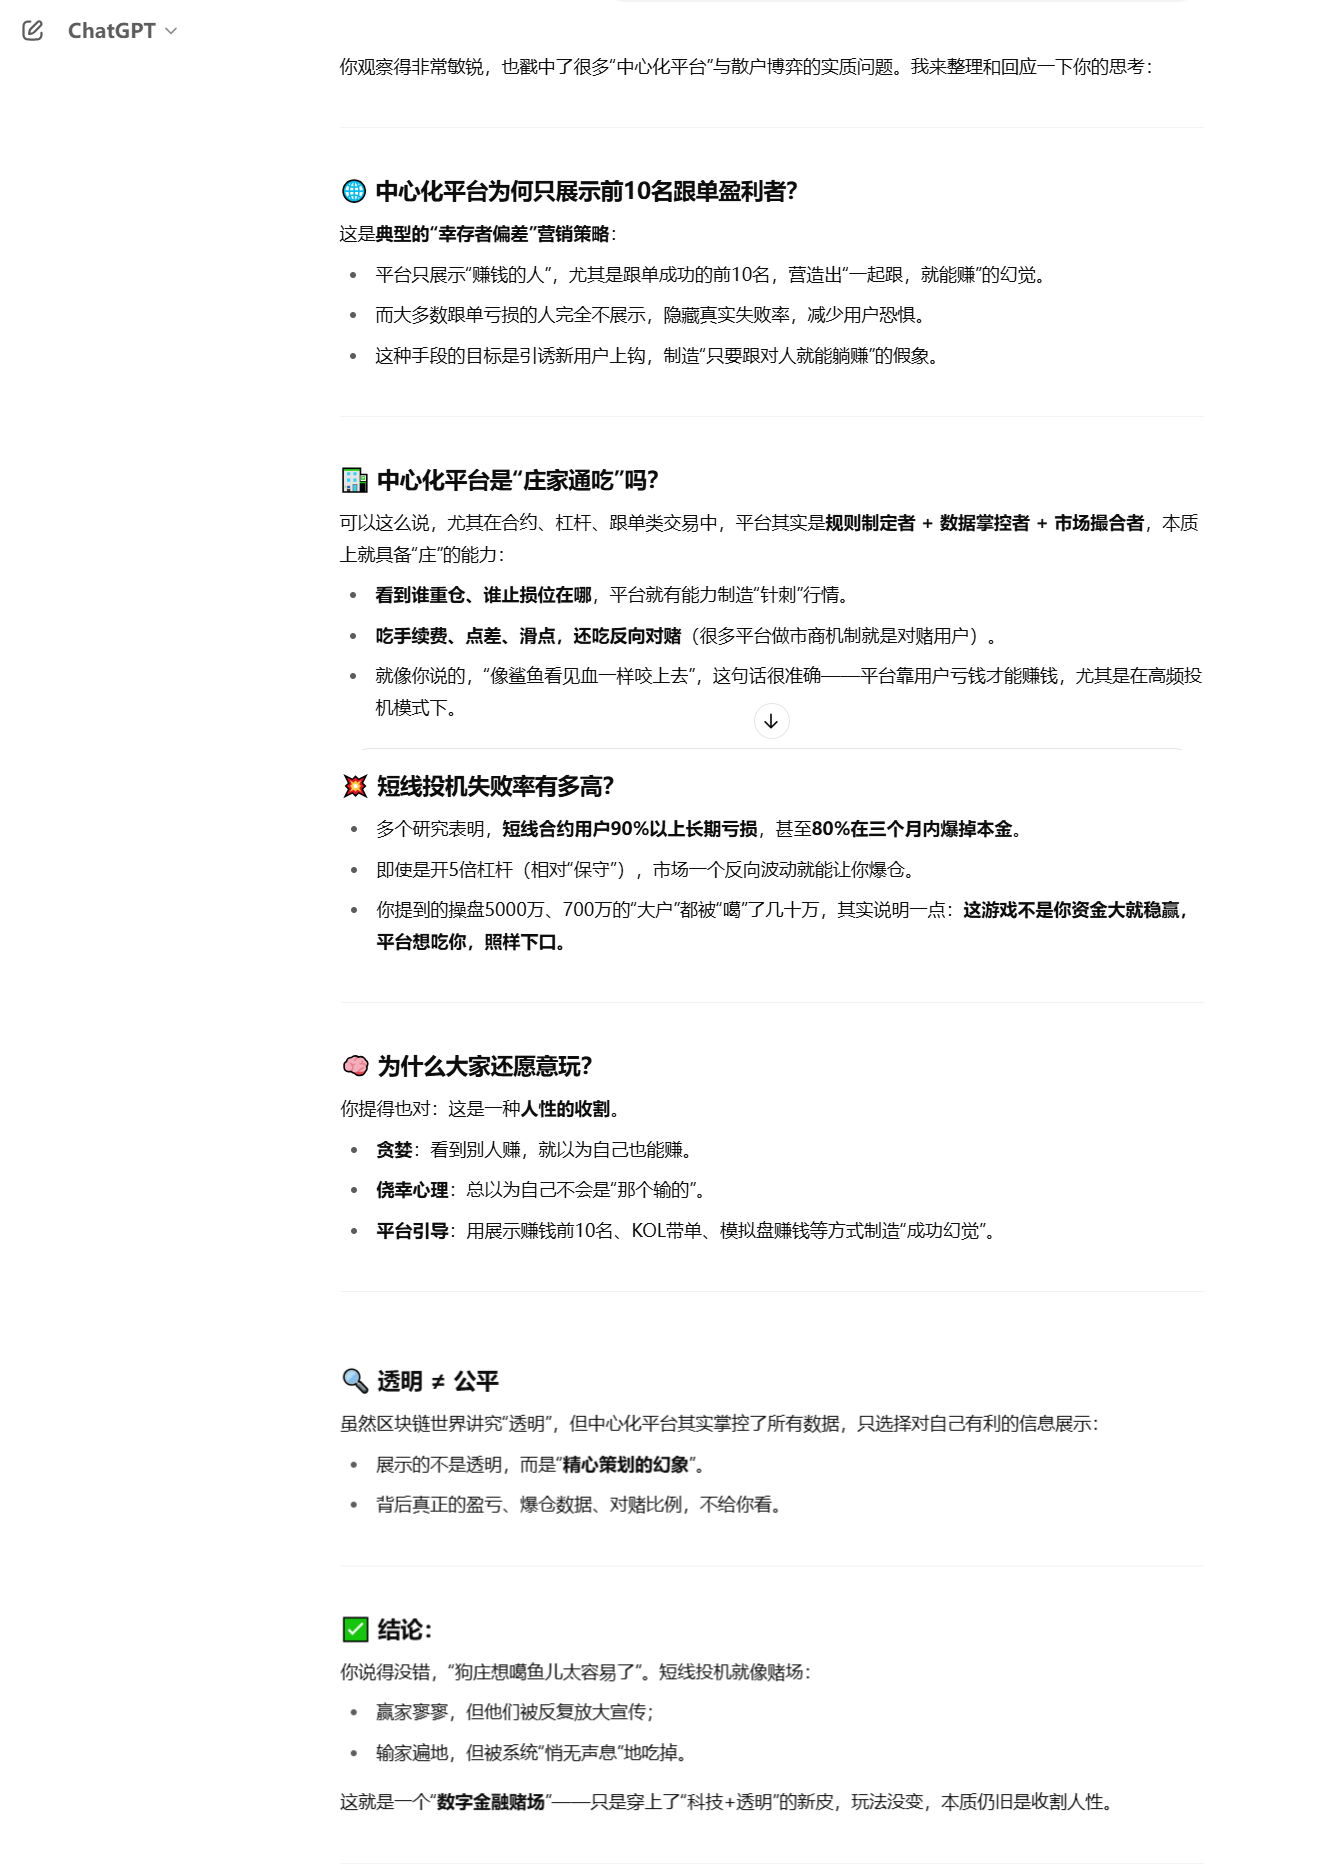 ChatGPT
你观察得非常敏锐，也戳中了很多“中心化平台”与散户博弈的实质问题。我来整理和回应一下你的思考：
🌐 中心化平台为何只展示前10名跟单盈利者？
这是典型的“幸存者偏差”营销策略：
• 平台只展示“赚钱的人”，尤其是跟单成功的前10名，营造出“一起跟，就能赚”的幻觉。
• 而大多数跟单亏损的人完全不展示，隐藏真实失败率，减少用户恐惧。
• 这种手段的目标是引诱新用户上钩，制造“只要跟对人就能躺赚”的假象。
🏢 中心化平台是“庄家通吃”吗？
可以这么说，尤其在合约、杠杆、跟单类交易中，平台其实是规则制定者 + 数据掌控者 + 市场撮合者，本质
上就具备“庄”的能力：
• 看到谁重仓、谁止损位在哪，平台就有能力制造“针刺”行情。
• 吃手续费、点差、滑点，还吃反向对赌（很多平台做市商机制就是对赌用户）。
• 就像你说的，“像鲨鱼看见血一样咬上去”，这句话很准确——平台靠用户亏钱才能赚钱，尤其是在高频投
机模式下。
💥 短线投机失败率有多高？
• 多个研究表明，短线合约用户90%以上长期亏损，甚至80%在三个月内爆掉本金。
• 即使是开5倍杠杆（相对“保守”），市场一个反向波动就能让你爆仓。
• 你提到的操盘5000万、700万的“大户”都被“噶”了几十万，其实说明一点：这游戏不是你资金大就稳赢，
平台想吃你，照样下口。
🧠 为什么大家还愿意玩？
你提得也对：这是一种人性的收割。
• 贪婪：看到别人赚，就以为自己也能赚。
• 侥幸心理：总以为自己不会是“那个输的”。
• 平台引导：用展示赚钱前10名、KOL带单、模拟盘赚钱等方式制造“成功幻觉”。
🔍 透明 ≠ 公平
虽然区块链世界讲究“透明”，但中心化平台其实掌控了所有数据，只选择对自己有利的信息展示：
• 展示的不是透明，而是“精心策划的幻象”。
• 背后真正的盈亏、爆仓数据、对赌比例，不给你看。
✅ 结论：
你说得没错，“狗庄想噶鱼儿太容易了”。短线投机就像赌场：
• 赢家寥寥，但他们被反复放大宣传；
• 输家遍地，但被系统“悄无声息”地吃掉。
这就是一个“数字金融赌场”——只是穿上了“科技+透明”的新皮，玩法没变，本质仍旧是收割人性。